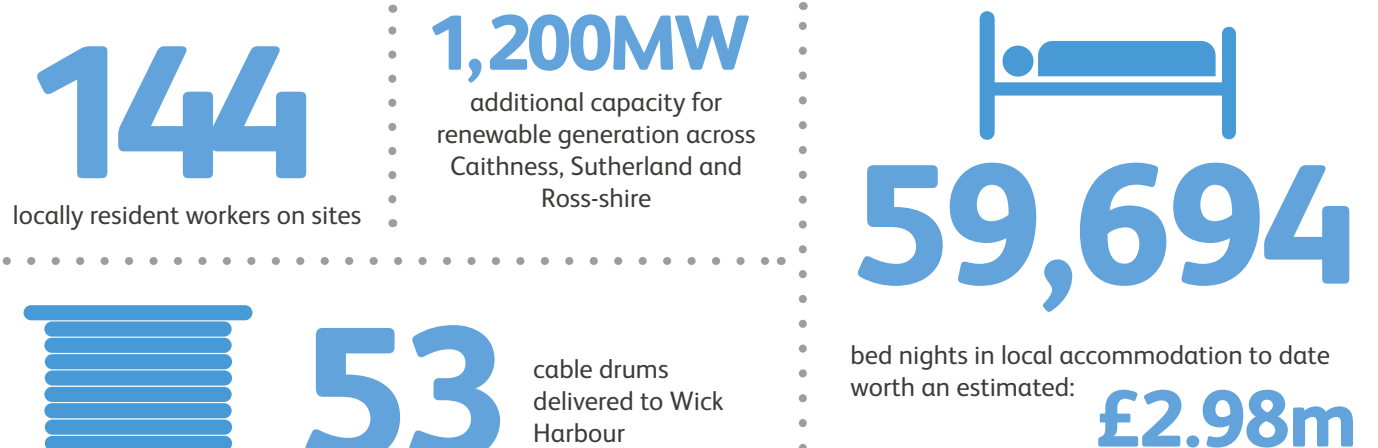 144
locally resident workers on sites
1,200MW
additional capacity for
renewable generation across
Caithness, Sutherland and
Ross-shire
53
cable drums
delivered to Wick
Harbour
59,694
bed nights in local accommodation to date
worth an estimated:
£2.98m